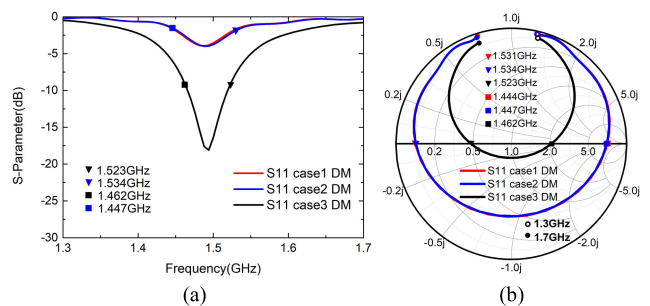 (a)
0
-5
-10
-15
-20
-25
-30
S-Parameter(dB)
1.523GHz
1.534GHz
1.462GHz
1.447GHz
S11 case1 DM
S11 case2 DM
S11 case3 DM
1.3 1.4 1.5 1.6 1.7
Frequency(GHz)
(a)
(b)
1.0j
0.5j 2.0j
1.531GHz
1.534GHz
1.523GHz
1.444GHz
1.447GHz
1.462GHz
0.2j 5.0j
0.2 0.5 1.0 2.0 5.0
S11 case1 DM
S11 case2 DM
S11 case3 DM
-0.2j -5.0j
1.3GHz
1.7GHz
-0.5j -2.0j
-1.0j
(b)